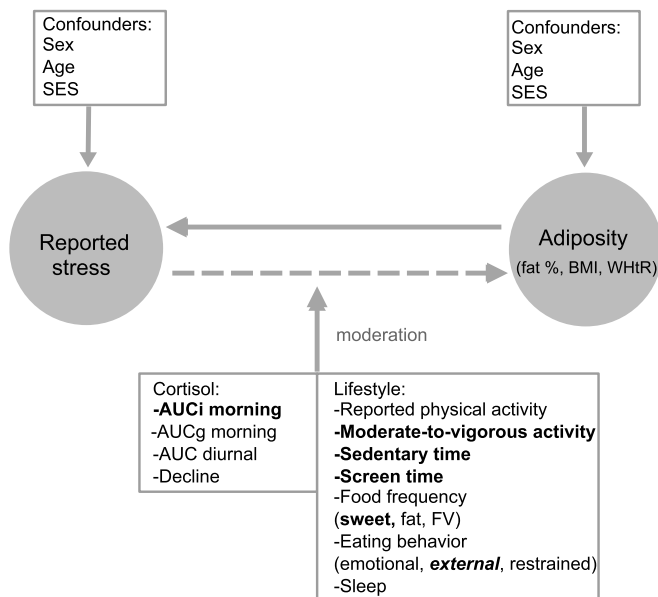 Confounders:
Sex
Age
SES
Confounders:
Sex
Age
SES
Reported
stress
Adiposity
(fat %, BMI, WHtR)
moderation
Cortisol:
-AUCi morning
-AUCg morning
-AUC diurnal
-Decline
Lifestyle:
-Reported physical activity
-Moderate-to-vigorous activity
-Sedentary time
-Screen time
-Food frequency
(sweet, fat, FV)
-Eating behavior
(emotional, external, restrained)
-Sleep